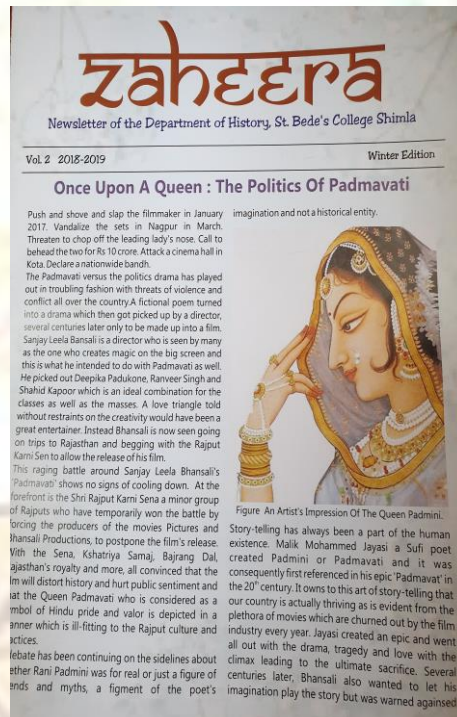 zaheera
Newsletter of the Department of History, St. Bede's College Shimla
Vol. 2 2018-2019
Winter Edition
Once Upon A Queen : The Politics Of Padmavati
Push and shove and slap the filmmaker in January
2017. Vandalize the sets in Nagpur in March.
Threaten to chop off the leading lady's nose. Call to
behead the two for Rs 10 crore. Attack a cinema hall in
Kota. Declare a nationwide bandh.
The Padmavati versus the politics drama has played
out in troubling fashion with threats of violence and
conflict all over the country.A fictional poem turned
into a drama which then got picked up by a director,
several centuries later only to be made up into a film.
Sanjay Leela Bansali is a director who is seen by many
as the one who creates magic on the big screen and
this is what he intended to do with Padmavati as well.
He picked out Deepika Padukone, Ranveer Singh and
Shahid Kapoor which is an ideal combination for the
classes as well as the masses. A love triangle told
without restraints on the creativity would have been a
great entertainer. Instead Bhansali is now seen going
on trips to Rajasthan and begging with the Rajput
Karni Sen to allow the release of his film.
This raging battle around Sanjay Leela Bhansali's
'Padmavati' shows no signs of cooling down. At the
forefront is the Shri Rajput Karni Sena a minor group
of Rajputs who have temporarily won the battle by
forcing the producers of the movies Pictures and
Bhansali Productions, to postpone the film's release.
With the Sena, Kshatriya Samaj, Bajrang Dal,
ajasthan's royalty and more, all convinced that the
lm will distort history and hurt public sentiment and
at the Queen Padmavati who is considered as a
mbol of Hindu pride and valor is depicted in a
anner which is ill-fitting to the Rajput culture and
actices.
ebate has been continuing on the sidelines about
ether Rani Padmini was for real or just a figure of
ends and myths, a figment of the poet's
imagination and not a historical entity.
Figure An Artist's Impression Of The Queen Padmini.
Story-telling has always been a part of the human
existence. Malik Mohammed Jayasi a Sufi poet
created Padmini or Padmavati and it was
consequently first referenced in his epic 'Padmavat' in
the 20th century. It owns to this art of story-telling that
our country is actually thriving as is evident from the
plethora of movies which are churned out by the film
industry every year. Jayasi created an epic and went
all out with the drama, tragedy and love with the
climax leading to the ultimate sacrifice. Several
centuries later, Bhansali also wanted to let his
imagination play the story but was warned againsed